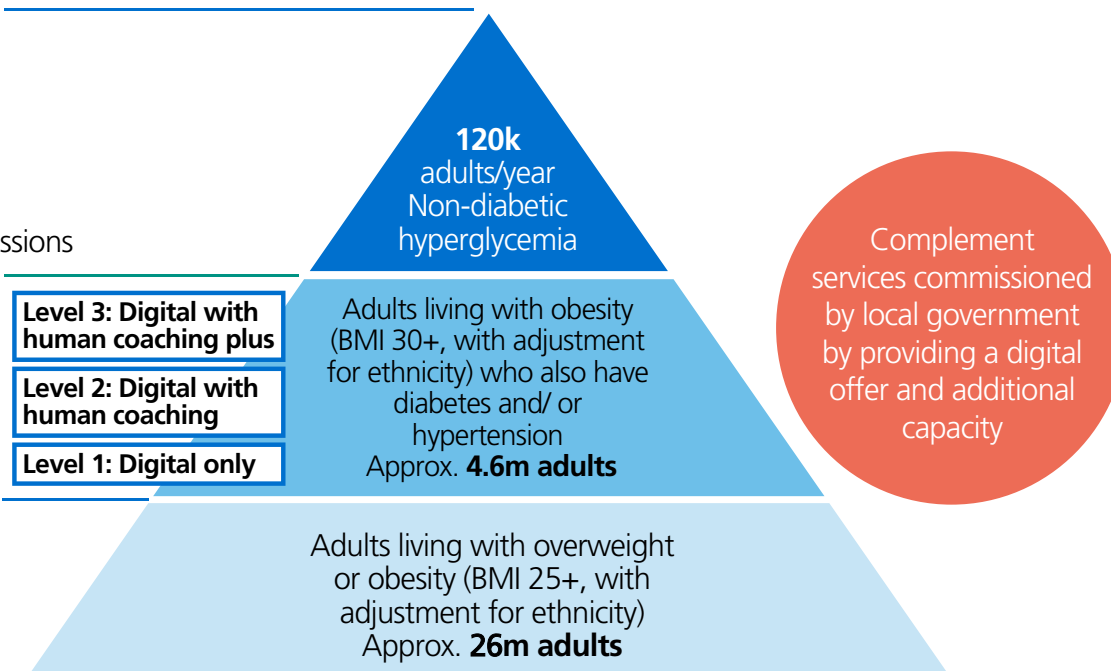 120k
adults/year
Non-diabetic
hyperglycemia
ssions
Level 3: Digital with
human coaching plus
Level 2: Digital with
human coaching
Level 1: Digital only
Adults living with obesity
(BMI 30+, with adjustment
for ethnicity) who also have
diabetes and/ or
hypertension
Approx. 4.6m adults
Complement
services commissioned
by local government
by providing a digital
offer and additional
capacity
Adults living with overweight
or obesity (BMI 25+, with
adjustment for ethnicity)
Approx. 26m adults